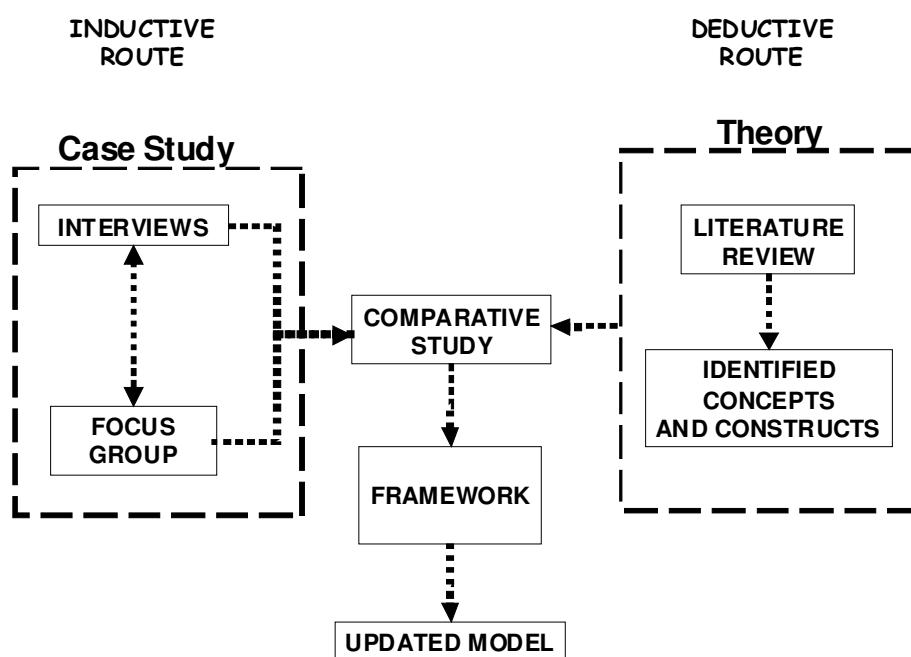 INDUCTIVE
ROUTE
DEDUCTIVE
ROUTE
Case Study
Theory
INTERVIEWS
LITERATURE
REVIEW
COMPARATIVE
STUDY
IDENTIFIED
CONCEPTS
AND CONSTRUCTS
FOCUS
GROUP
FRAMEWORK
UPDATED MODEL